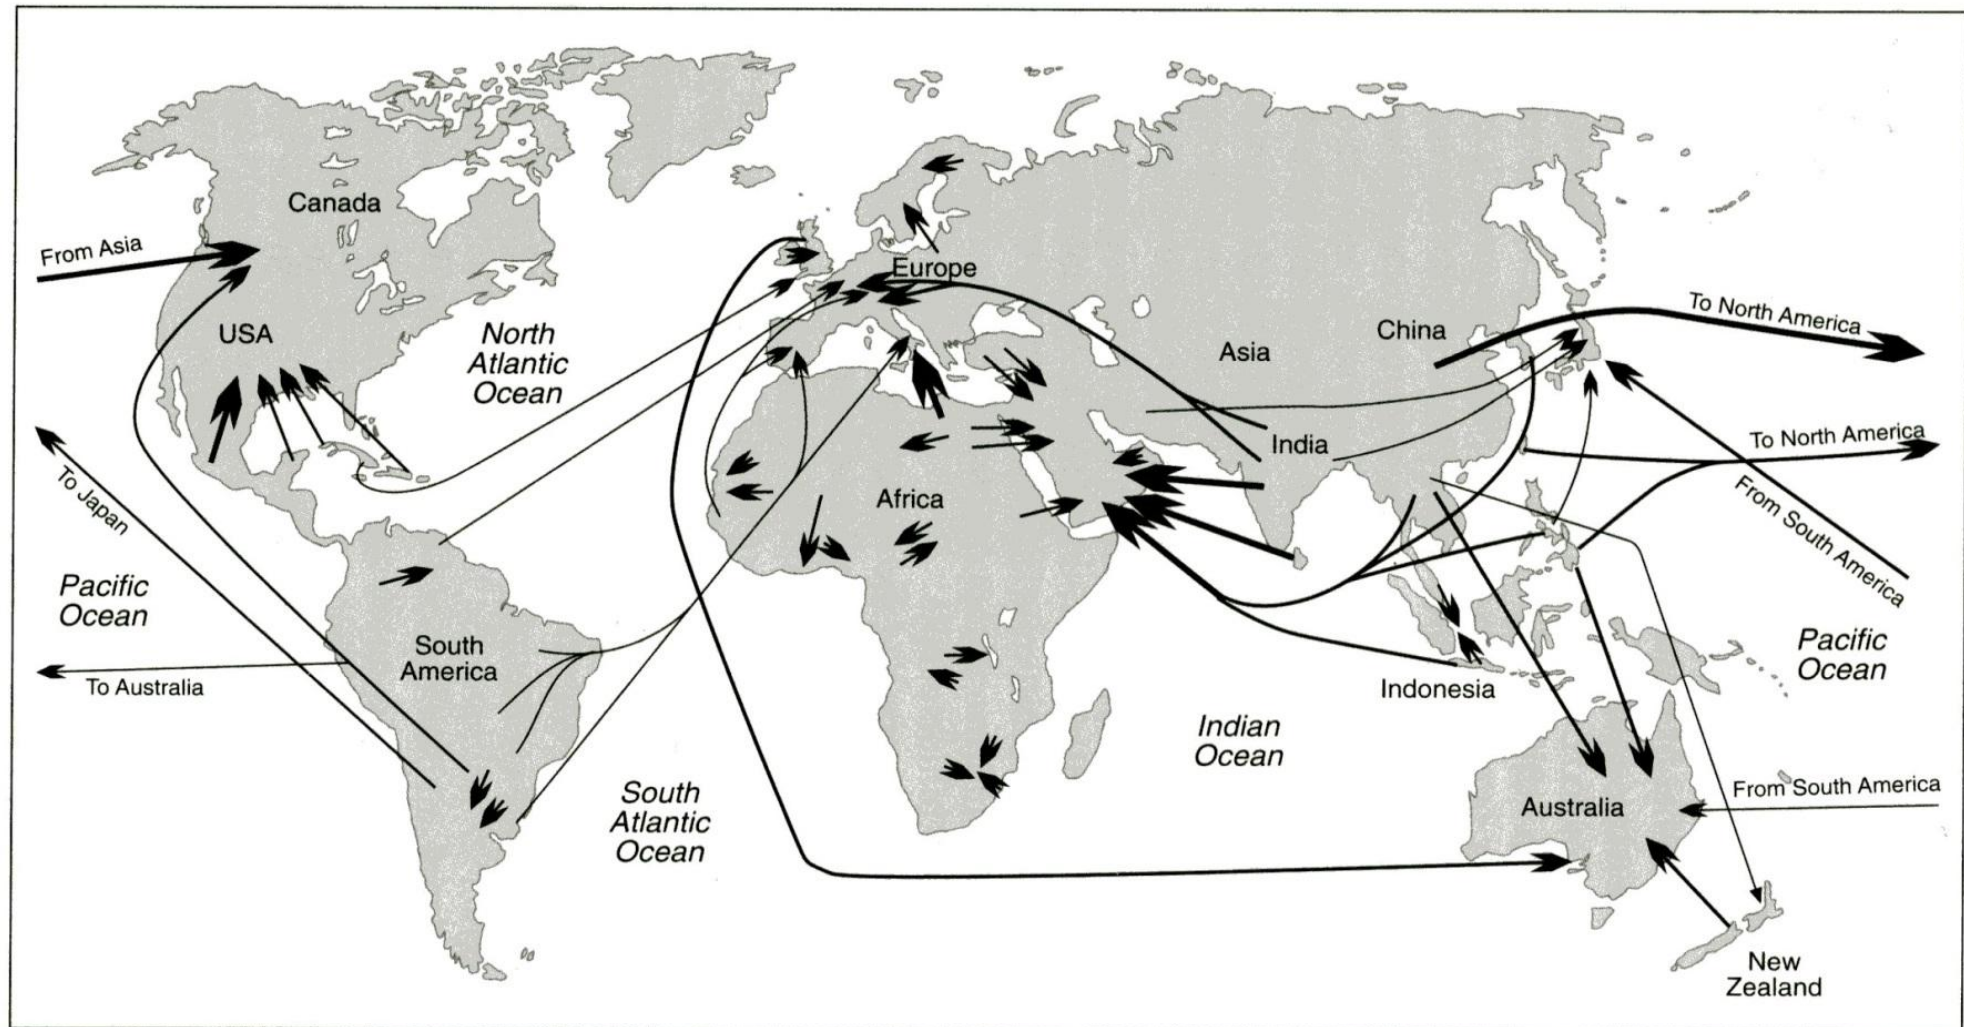 Canada
From Asia
USA
North
Atlantic
Ocean
Europe
Asia
China
To North America
India
To North America
From South America
To Japan
Africa
Pacific
Ocean
To Australia
South
America
South
Atlantic
Ocean
Indian
Ocean
Indonesia
Pacific
Ocean
Australia
From South America
New
Zealand